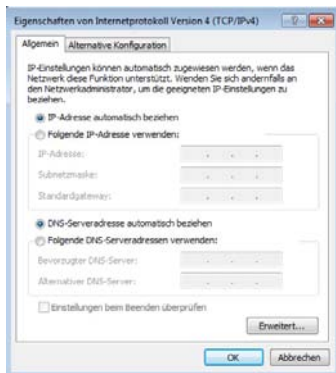 Eigenschaften von Internetprotokoll Version 4 (TCP/IPv4)
Allgemein
Alternative Konfiguration
IP-Einstellungen können automatisch zugewiesen werden, wenn das
Netzwerk diese Funktion unterstützt. Wenden Sie sich andernfalls an
den Netzwerkadministrator, um die geeigneten IP-Einstellungen zu
beziehen.
IP-Adresse automatisch beziehen
Folgende IP-Adresse verwenden:
IP-Adresse:
Subnetzmaske:
Standardgateway:
DNS-Serveradresse automatisch beziehen
Folgende DNS-Serveradressen verwenden:
Bevorzugter DNS-Server:
Alternativer DNS-Server:
Einstellungen beim Beenden überprüfen
Erweitert...
OK
Abbrechen